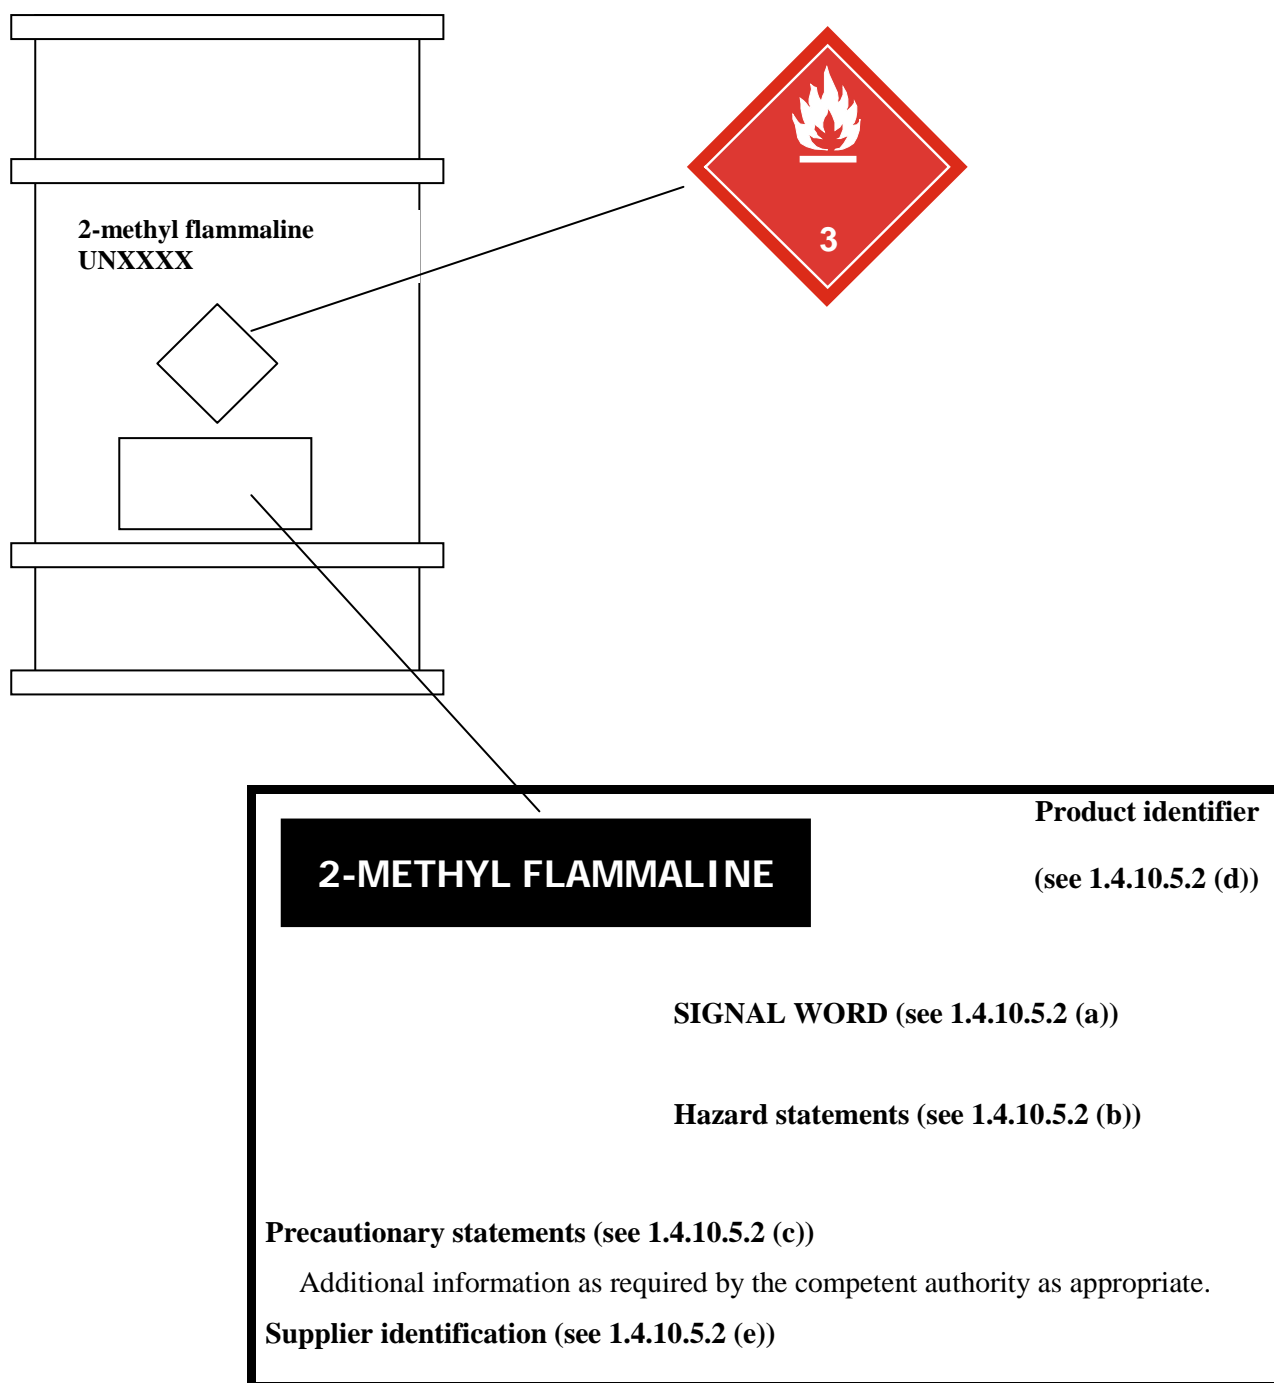 2-methyl flammaline
UNXXXX
3
Product identifier
2-METHYL FLAMMALINE
(see 1.4.10.5.2 (d))
SIGNAL WORD (see 1.4.10.5.2 (a))
Hazard statements (see 1.4.10.5.2 (b))
Precautionary statements (see 1.4.10.5.2 (c))
Additional information as required by the competent authority as appropriate.
Supplier identification (see 1.4.10.5.2 (e))